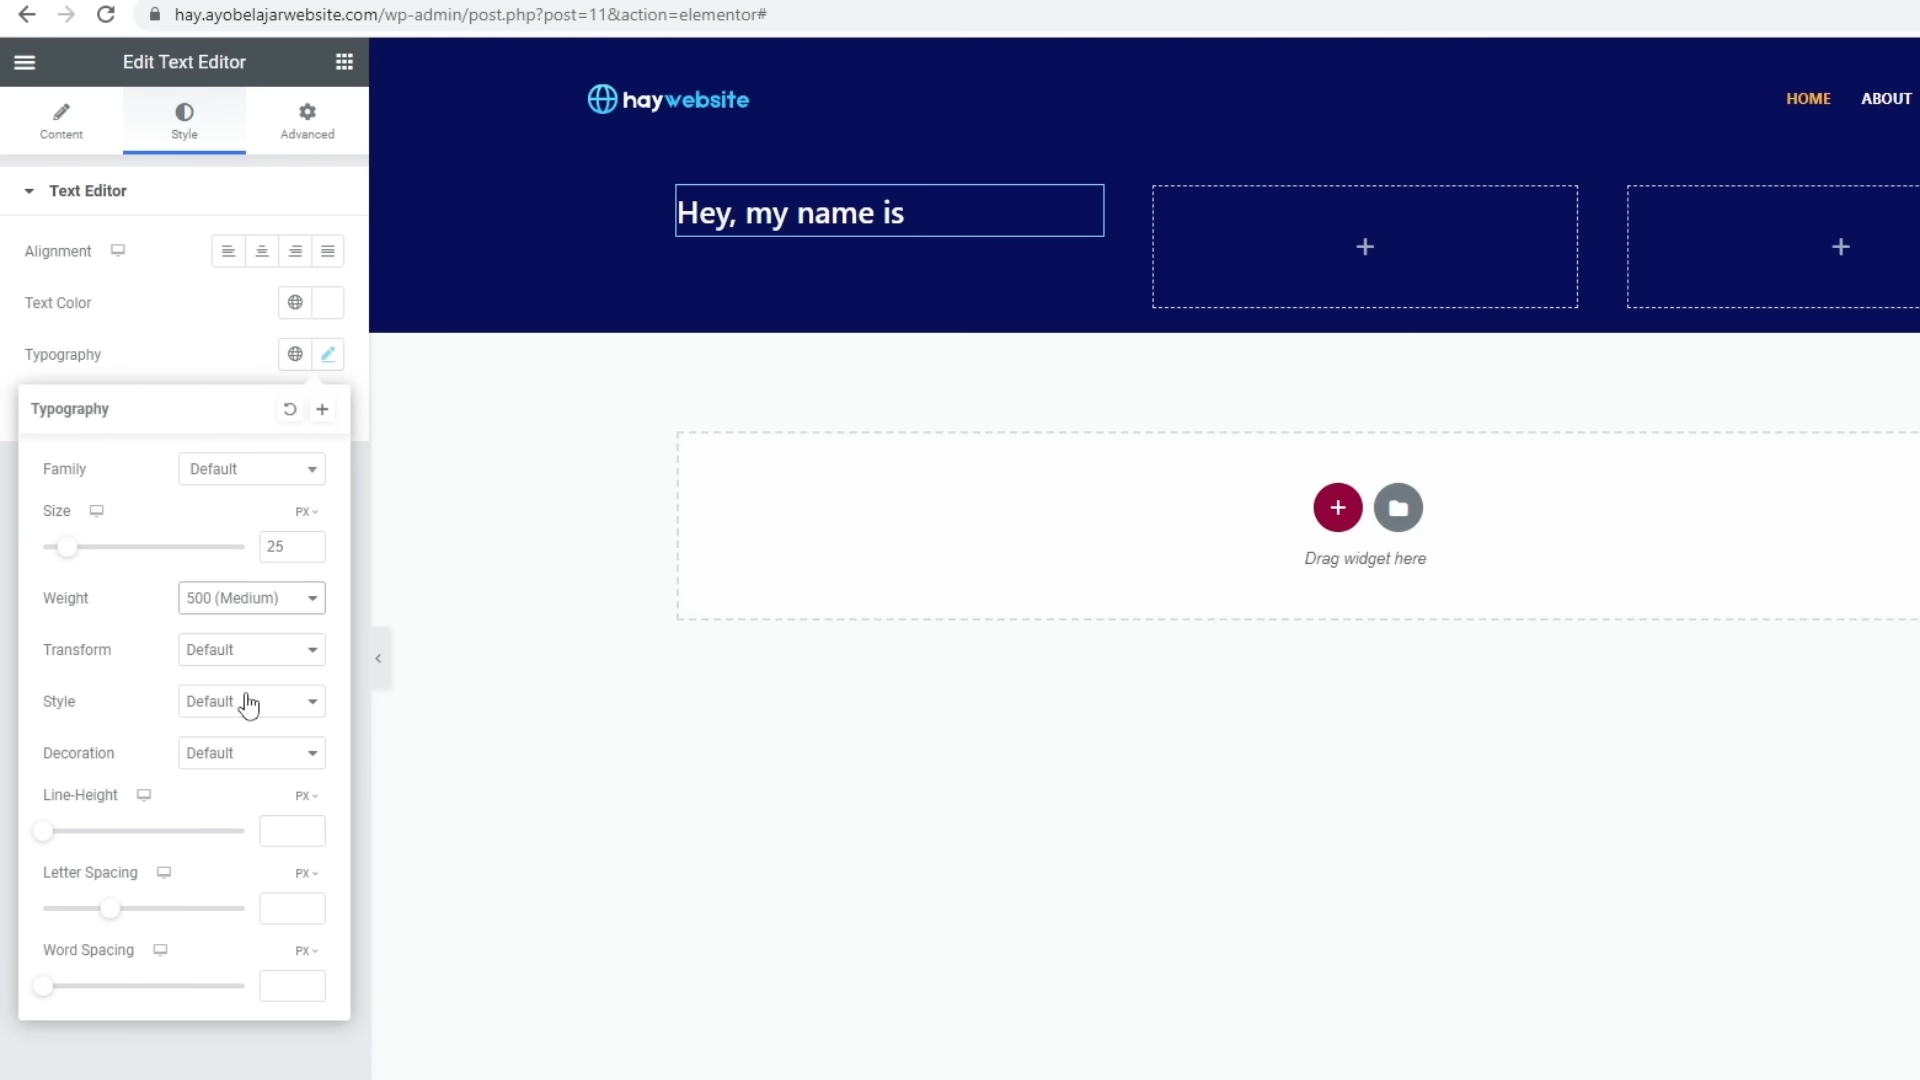 hay.ayobelajarwebsite.com/wp-admin/post.php?post=11&action=elementor#
Edit Text Editor
Content
Style
Advanced
Text Editor
Alignment
Text Color
Typography
Typography
Family
Default
Size
PX
25
Weight
500 (Medium)
Transform
Default
Style
Default
Decoration
Default
Line-Height
PX
Letter Spacing
PX
Word Spacing
PX
haywebsite
HOME
ABOUT
Hey, my name is
Drag widget here